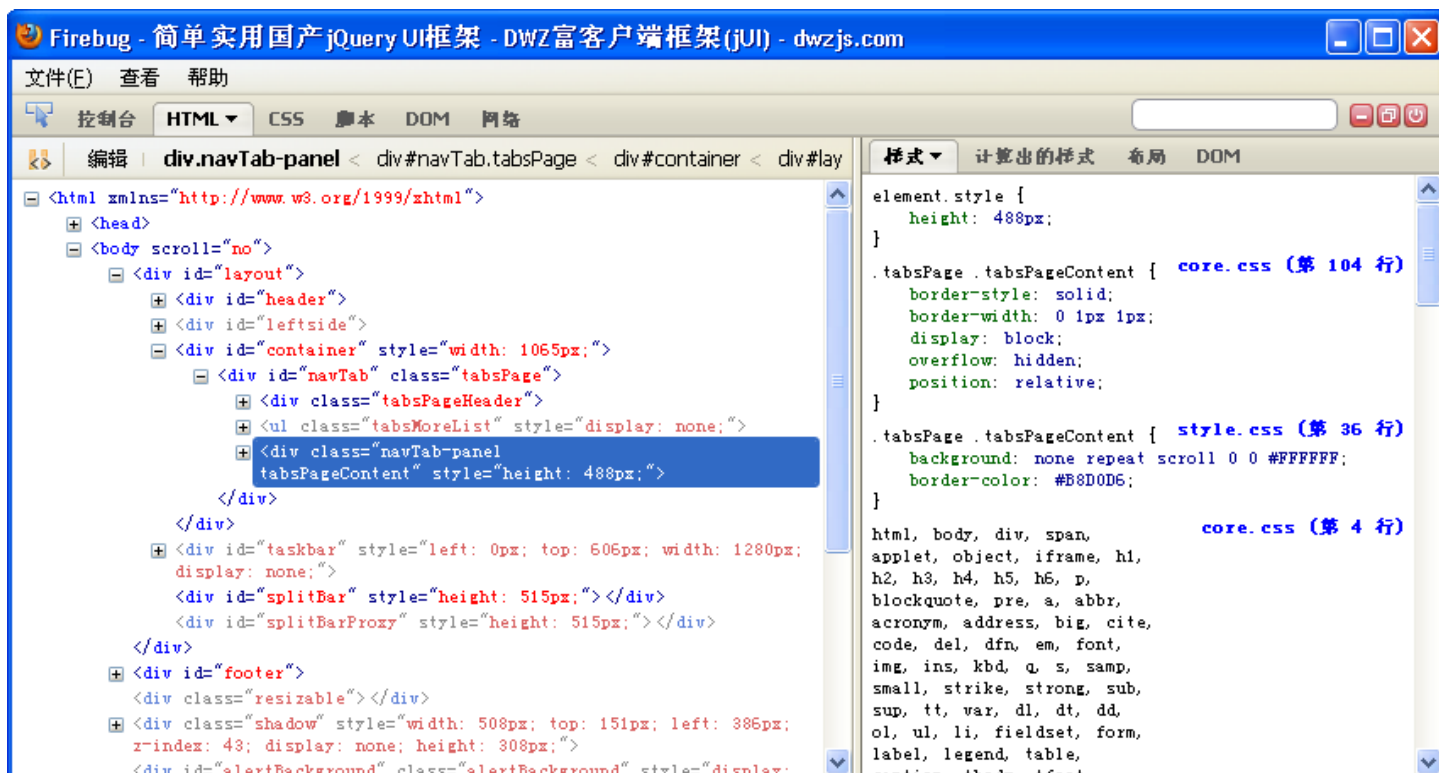 Firebug - 简单实用国产jQuery UI框架 - DWZ富客户端框架(jUI) - dwzjs.com
文件(F) 查看 帮助
控制台 HTML CSS 脚本 DOM 网络
编辑 div.navTab-panel < div#navTab.tabsPage < div#container < div#lay
<html xmlns="http://www.w3.org/1999/xhtml">
<head>
<body scroll="no">
<div id="layout">
<div id="header">
<div id="leftside">
<div id="container" style="width: 1065px;">
<div id="navTab" class="tabsPage">
<div class="tabsPageHeader">
<ul class="tabsMoreList" style="display: none;">
<div class="navTab-panel
tabsPageContent" style="height: 488px;">
</div>
</div>
<div id="taskbar" style="left: 0px; top: 606px; width: 1280px;
display: none;">
<div id="splitBar" style="height: 515px;"></div>
<div id="splitBarProxy" style="height: 515px;"></div>
</div>
<div id="footer">
<div class="resizable"></div>
<div class="shadow" style="width: 508px; top: 151px; left: 386px;
z-index: 43; display: none; height: 308px;">
<div id="alertBackground" class="alertBackground" style="display:
样式 计算出的样式 布局 DOM
element.style {
height: 488px;
}
.tabsPage .tabsPageContent { core.css (第 104 行)
border-style: solid;
border-width: 0 1px 1px;
display: block;
overflow: hidden;
position: relative;
}
.tabsPage .tabsPageContent { style.css (第 36 行)
background: none repeat scroll 0 0 #FFFFFF;
border-color: #B8D0D6;
}
html, body, div, span, core.css (第 4 行)
applet, object, iframe, h1,
h2, h3, h4, h5, h6, p,
blockquote, pre, a, abbr,
acronym, address, big, cite,
code, del, dfn, em, font,
img, ins, kbd, q, s, samp,
small, strike, strong, sub,
sup, tt, var, dl, dt, dd,
ol, ul, li, fieldset, form,
label, legend, table,